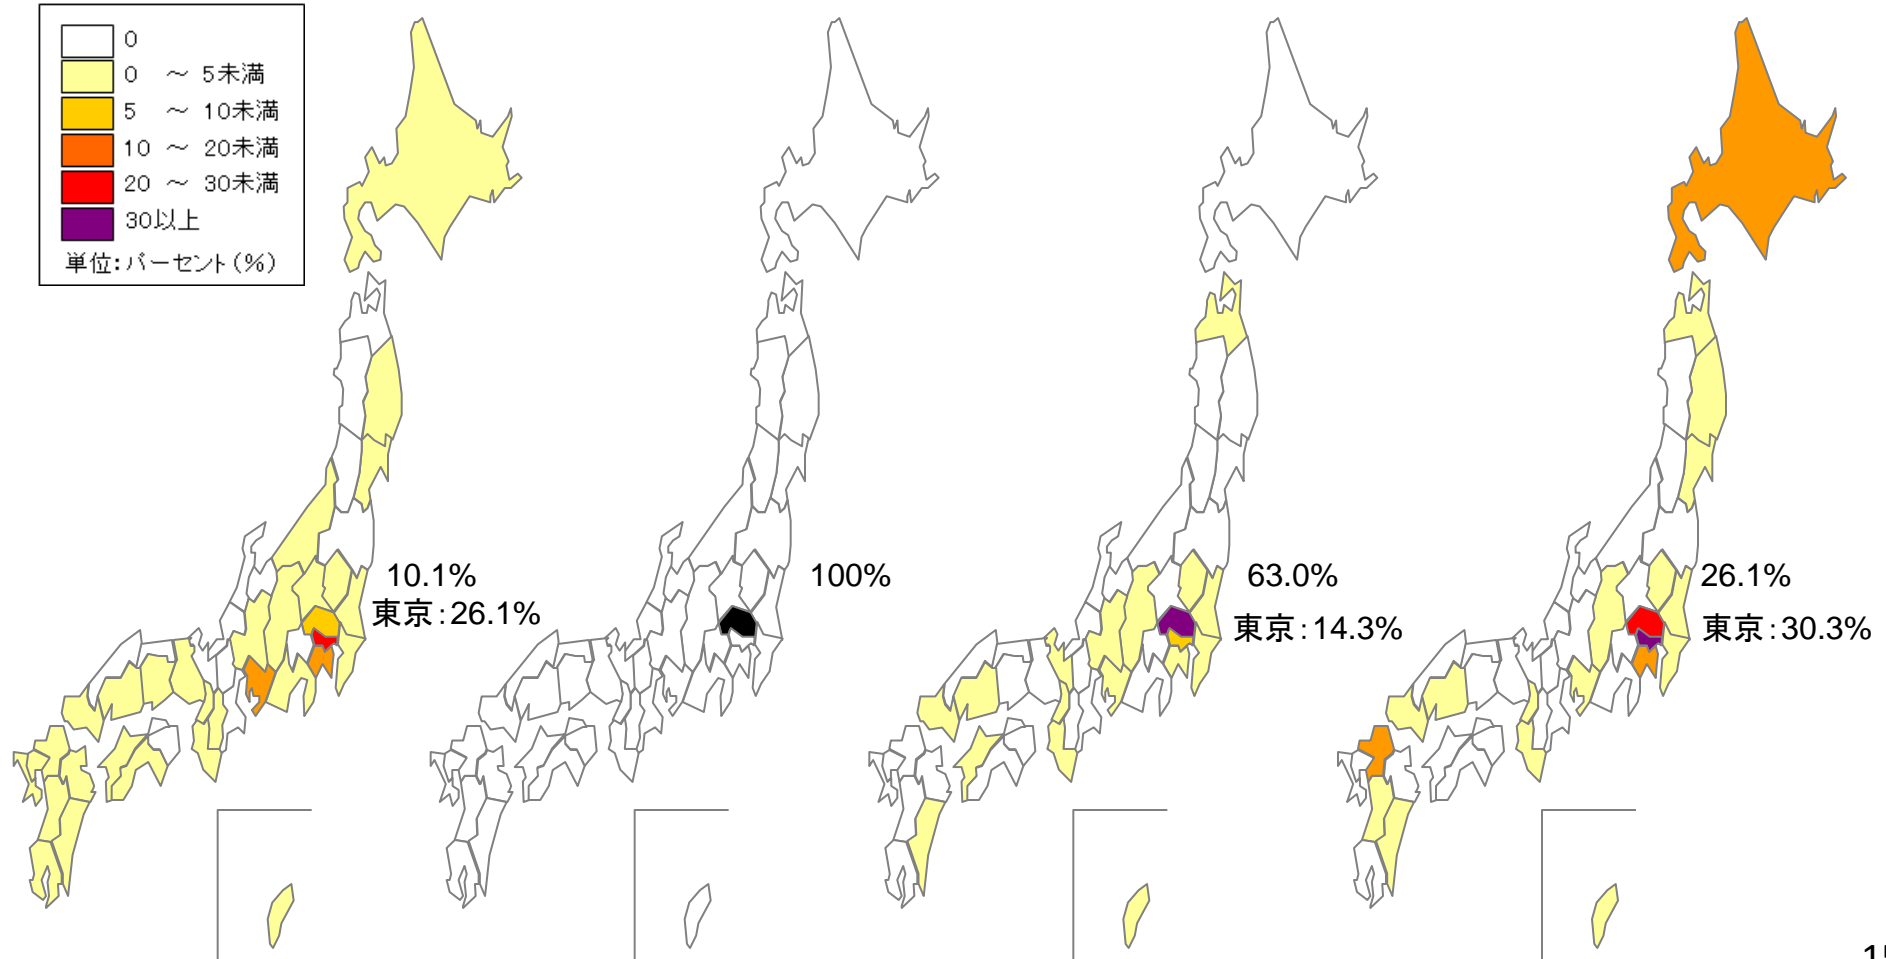 0
0 ～ 5未満
5 ～ 10未満
10 ～ 20未満
20 ～ 30未満
30以上
単位:パーセント(%)
10.1%
東京:26.1%
100%
63.0%
東京:14.3%
26.1%
東京:30.3%